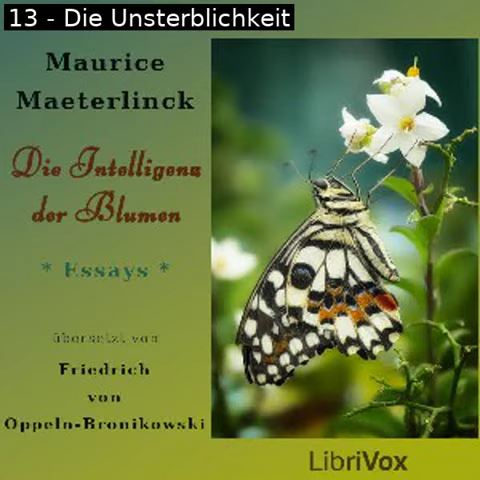 13 - Die Unsterblichkeit
Maurice
Maeterlinck
Die Intelligenz
der Blumen
* Essays *
übersetzt von
Friedrich
von
Oppeln-Bronikowski
LibriVox